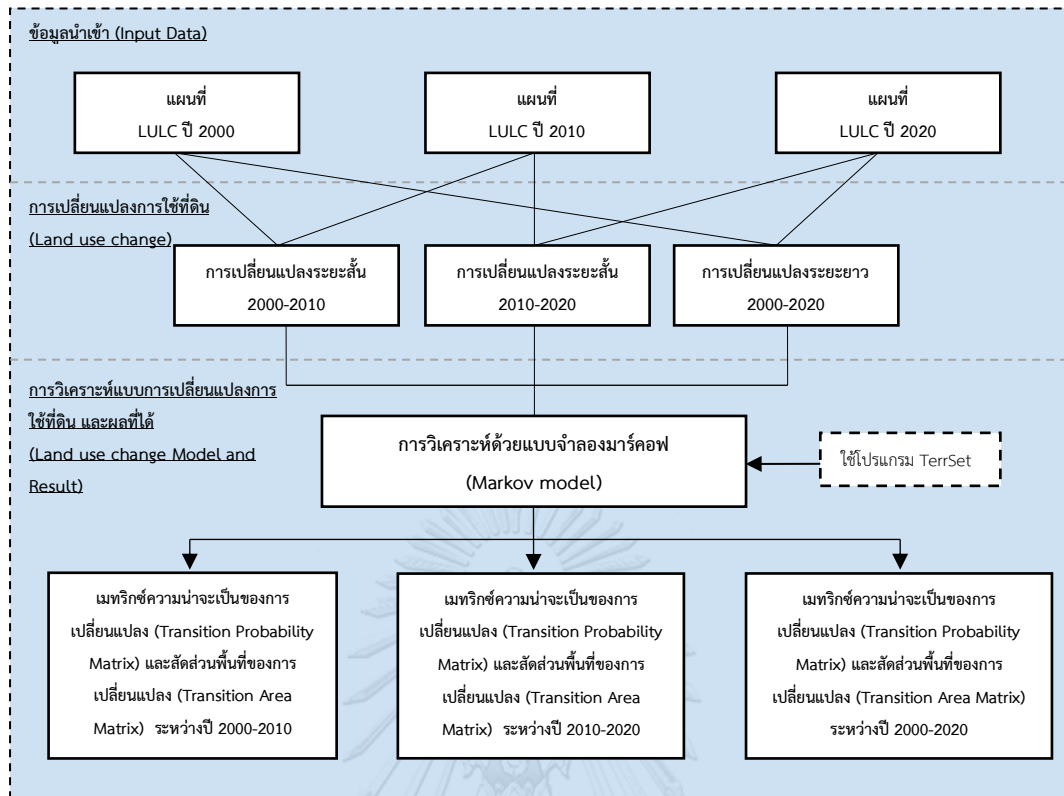 ข้อมูลนำเข้า (Input Data)
แผนที่
LULC ปี 2000
แผนที่
LULC ปี 2010
แผนที่
LULC ปี 2020
การเปลี่ยนแปลงการใช้ที่ดิน
(Land use change)
การเปลี่ยนแปลงระยะสั้น
2000-2010
การเปลี่ยนแปลงระยะสั้น
2010-2020
การเปลี่ยนแปลงระยะยาว
2000-2020
การวิเคราะห์แบบการเปลี่ยนแปลงการ
ใช้ที่ดิน และผลที่ได้
(Land use change Model and
Result)
การวิเคราะห์ด้วยแบบจำลองมาร์คอฟ
(Markov model)
ใช้โปรแกรม TerrSet
เมทริกซ์ความน่าจะเป็นของการ
เปลี่ยนแปลง (Transition Probability
Matrix) และสัดส่วนพื้นที่ของการ
เปลี่ยนแปลง (Transition Area
Matrix) ระหว่างปี 2000-2010
เมทริกซ์ความน่าจะเป็นของการ
เปลี่ยนแปลง (Transition Probability
Matrix) และสัดส่วนพื้นที่ของการ
เปลี่ยนแปลง (Transition Area
Matrix) ระหว่างปี 2010-2020
เมทริกซ์ความน่าจะเป็นของการ
เปลี่ยนแปลง (Transition Probability
Matrix) และสัดส่วนพื้นที่ของการ
เปลี่ยนแปลง (Transition Area Matrix)
ระหว่างปี 2000-2020